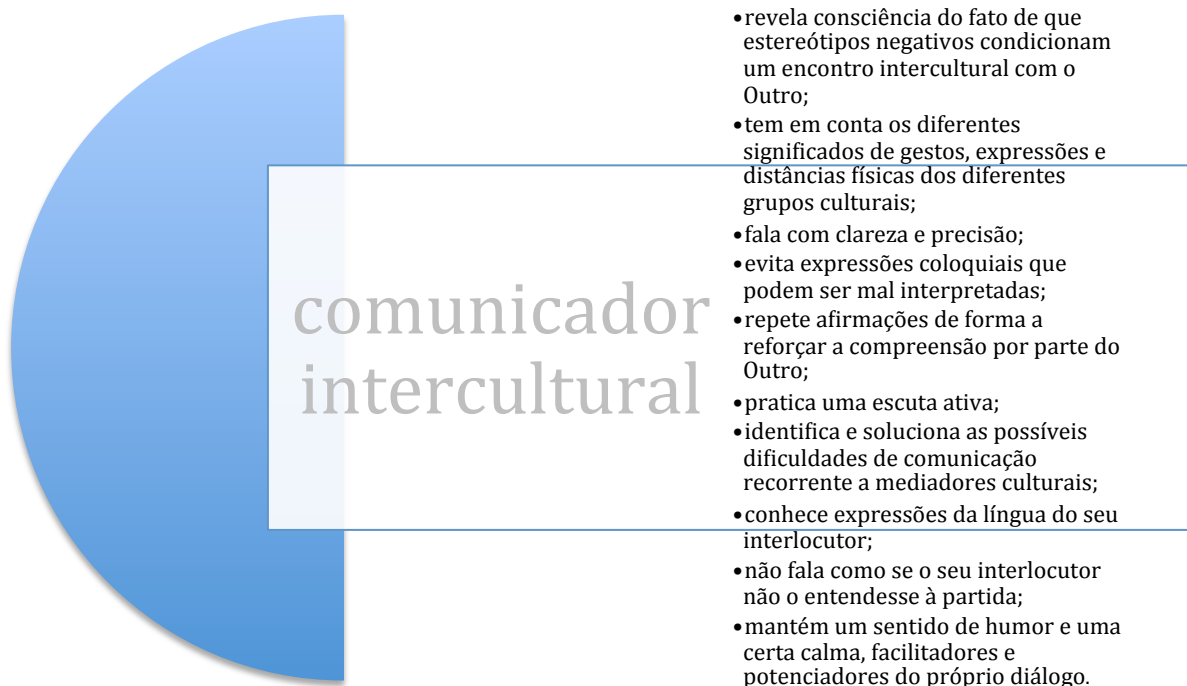 comunicador
intercultural
•revela consciência do fato de que
estereótipos negativos condicionam
um encontro intercultural com o
Outro;
•tem em conta os diferentes
significados de gestos, expressões e
distâncias físicas dos diferentes
grupos culturais;
•fala com clareza e precisão;
•evita expressões coloquiais que
podem ser mal interpretadas;
•repete afirmações de forma a
reforçar a compreensão por parte do
Outro;
•pratica uma escuta ativa;
•identifica e soluciona as possíveis
dificuldades de comunicação
recorrente a mediadores culturais;
•conhece expressões da língua do seu
interlocutor;
•não fala como se o seu interlocutor
não o entendesse à partida;
•mantém um sentido de humor e uma
certa calma, facilitadores e
potenciadores do próprio diálogo.